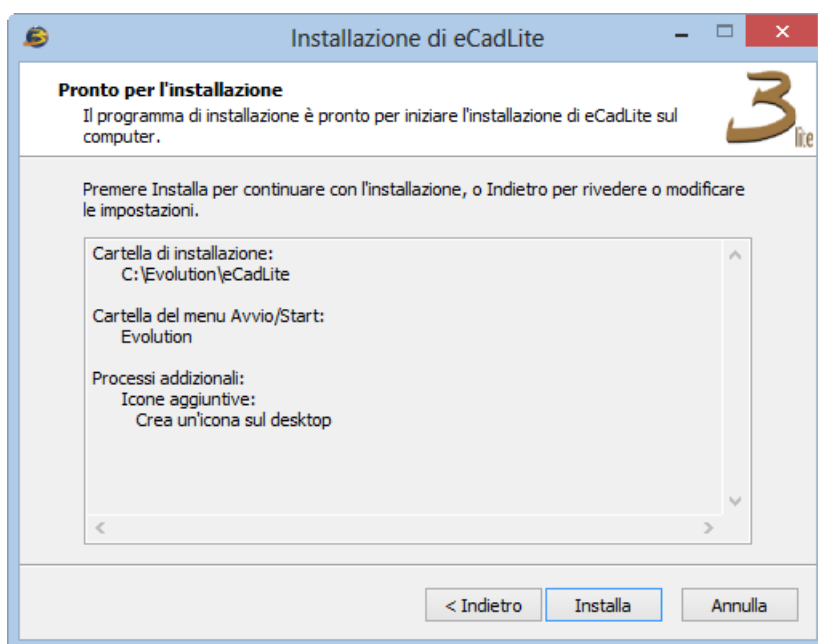 Installazione di eCadLite
Pronto per l'installazione
Il programma di installazione è pronto per iniziare l'installazione di eCadLite sul
computer.
3
lite
Premere Installa per continuare con l'installazione, o Indietro per rivedere o modificare
le impostazioni.
Cartella di installazione:
C:\Evolution\eCadLite
Cartella del menu Avvio/Start:
Evolution
Processi addizionali:
Icone aggiuntive:
Crea un'icona sul desktop
< Indietro
Installa
Annulla